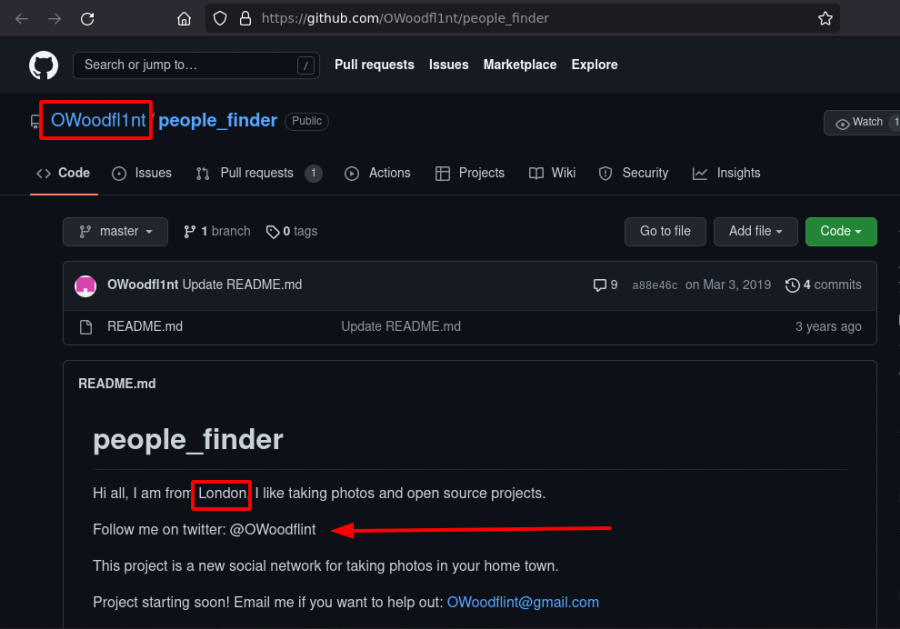 https://github.com/OWoodfl1nt/people_finder
Search or jump to… / Pull requests Issues Marketplace Explore
OWoodfl1nt / people_finder Public Watch 1
Code Issues Pull requests 1 Actions Projects Wiki Security Insights
master 1 branch 0 tags Go to file Add file Code
OWoodfl1nt Update README.md 9 a88e46c on Mar 3, 2019 4 commits
README.md Update README.md 3 years ago
README.md
people_finder
Hi all, I am from London, I like taking photos and open source projects.
Follow me on twitter: @OWoodflint
This project is a new social network for taking photos in your home town.
Project starting soon! Email me if you want to help out: OWoodflint@gmail.com